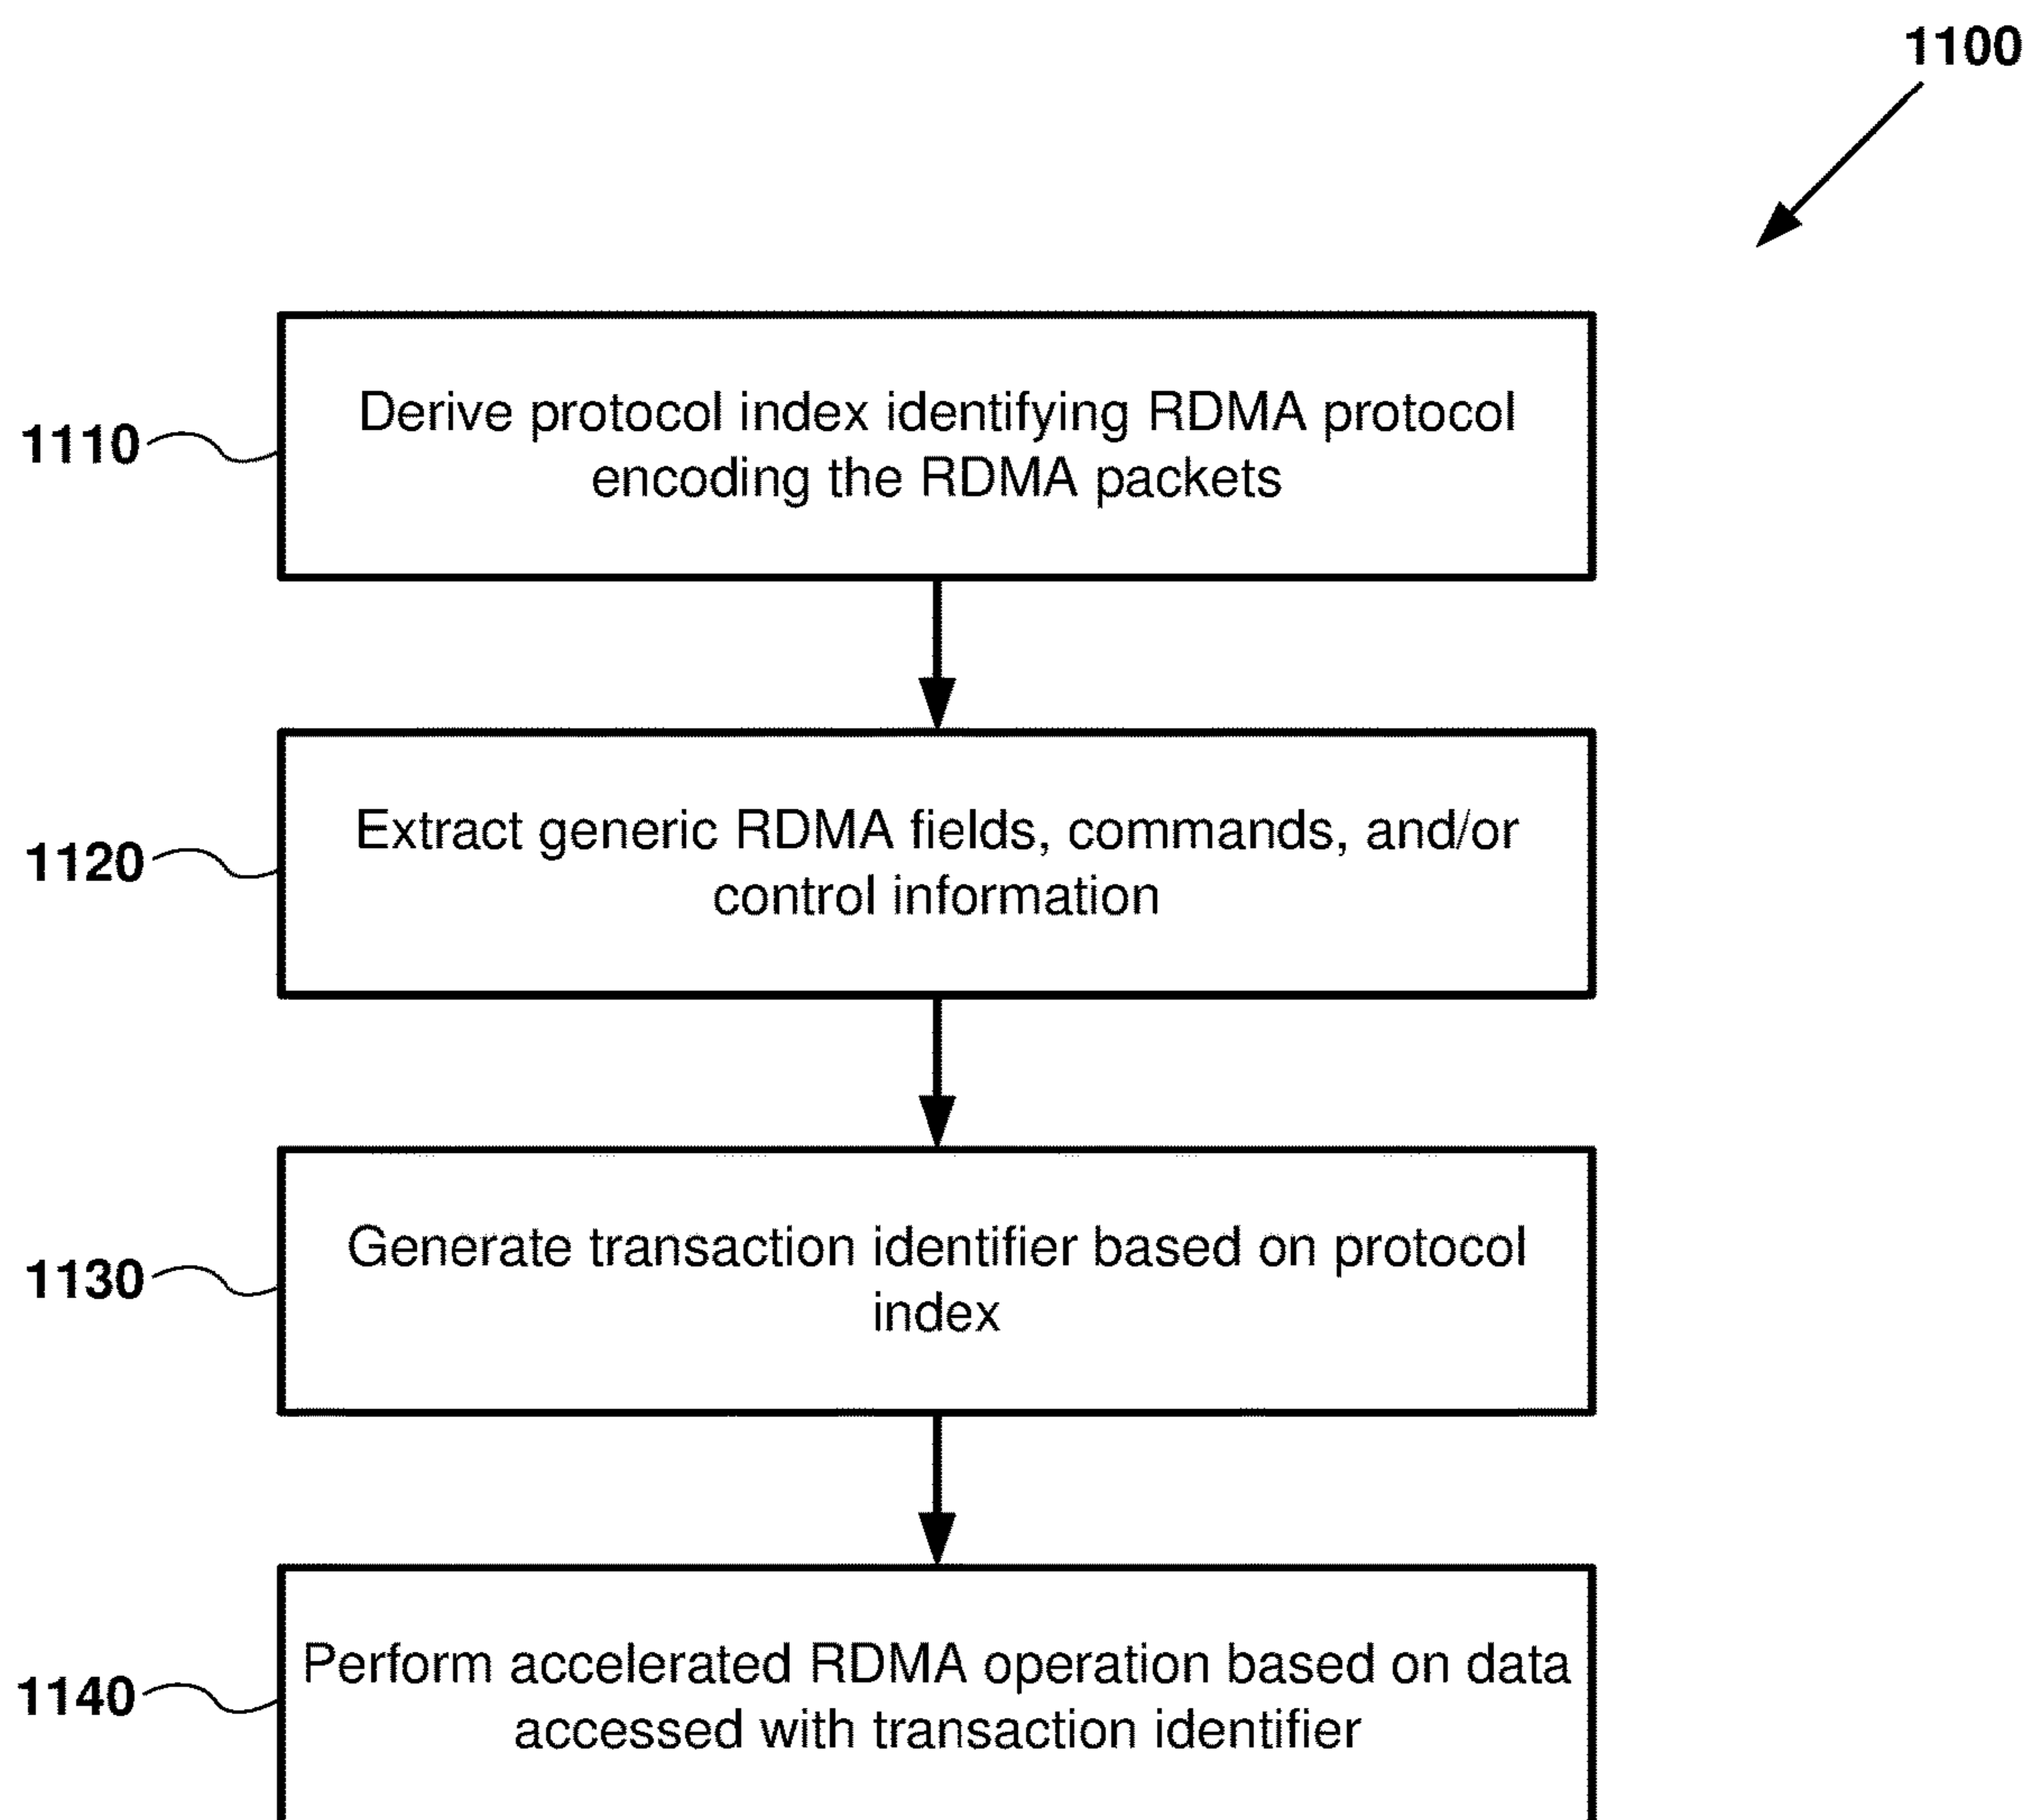 1100
Derive protocol index identifying RDMA protocol
encoding the RDMA packets
1110
Extract generic RDMA fields, commands, and/or
control information
1120
Generate transaction identifier based on protocol
index
1130
Perform accelerated RDMA operation based on data
accessed with transaction identifier
1140